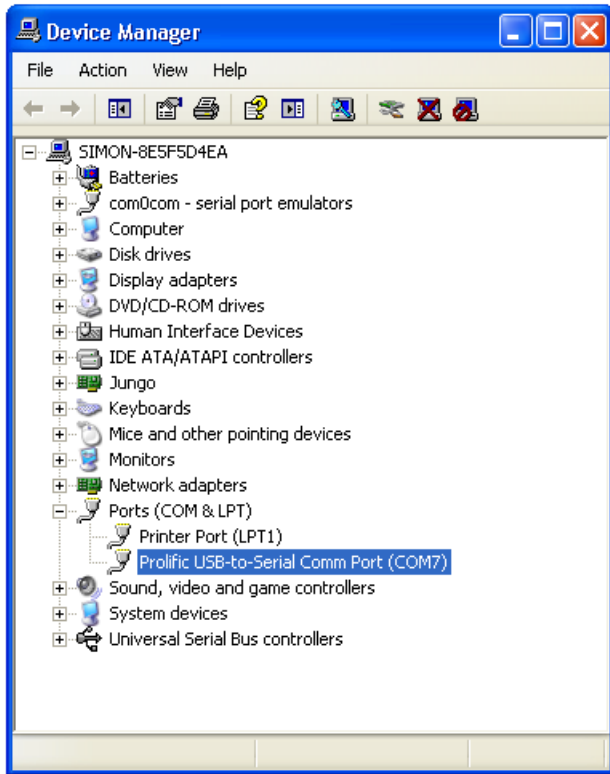 Device Manager
File Action View Help
SIMON-8E5F5D4EA
Batteries
com0com - serial port emulators
Computer
Disk drives
Display adapters
DVD/CD-ROM drives
Human Interface Devices
IDE ATA/ATAPI controllers
Jungo
Keyboards
Mice and other pointing devices
Monitors
Network adapters
Ports (COM & LPT)
Printer Port (LPT1)
Prolific USB-to-Serial Comm Port (COM7)
Sound, video and game controllers
System devices
Universal Serial Bus controllers